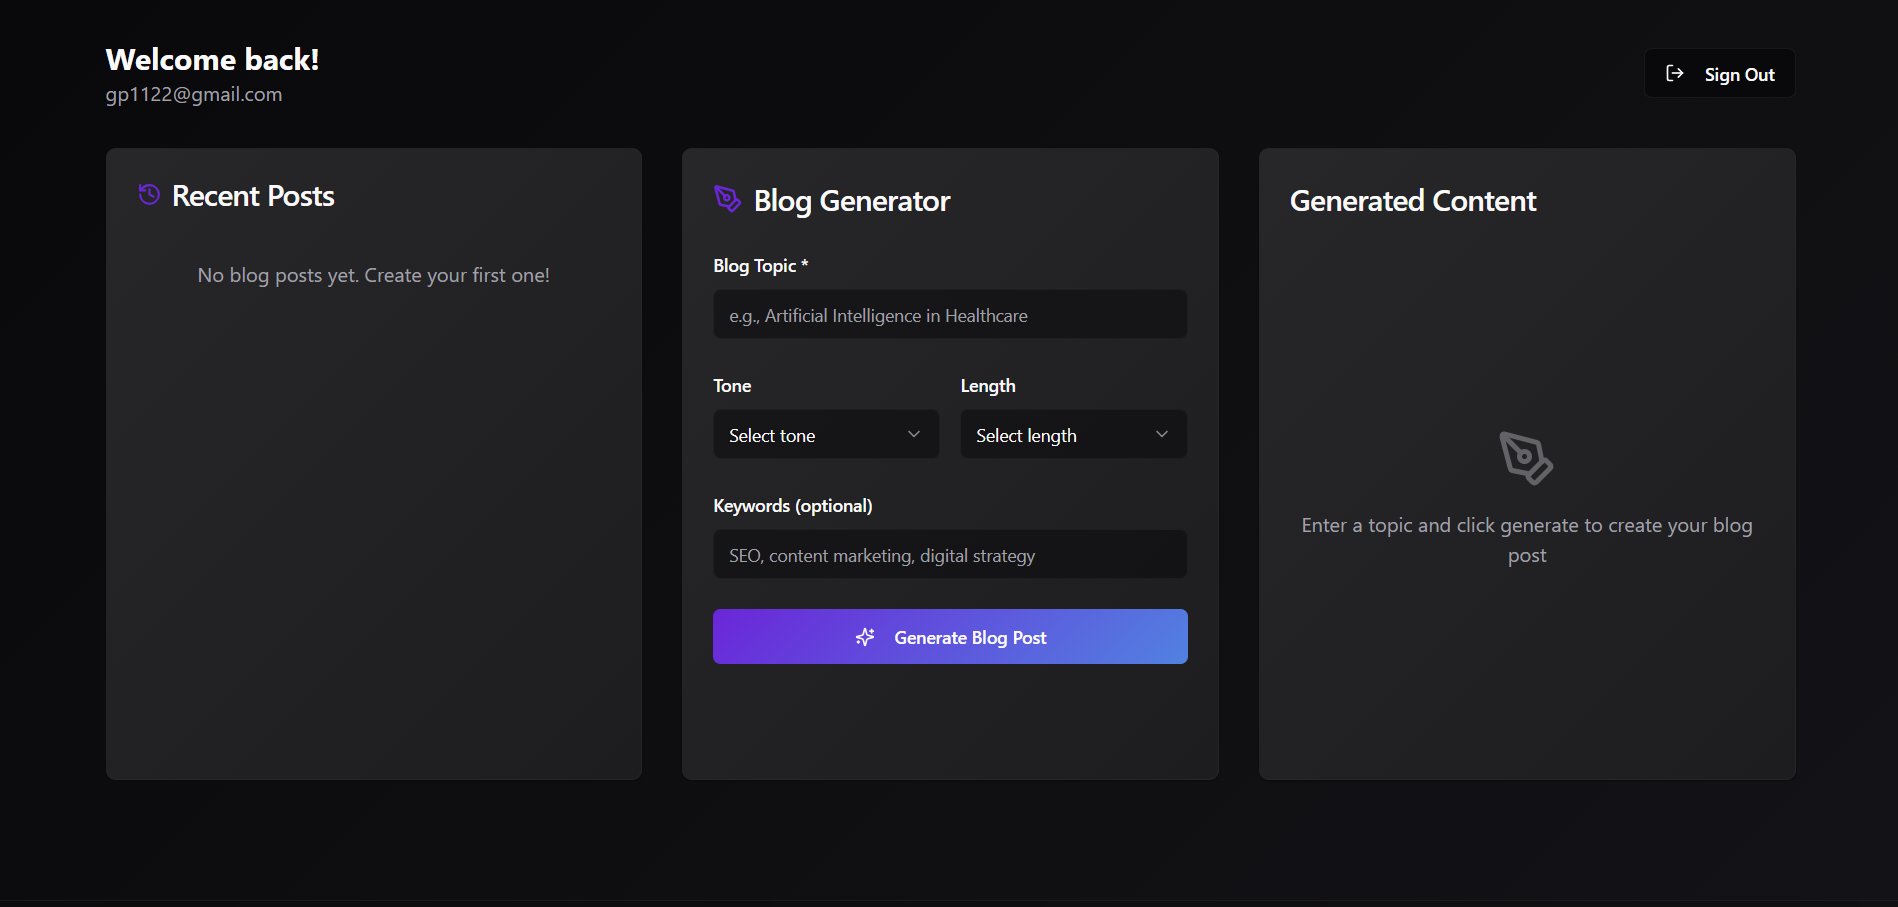 Welcome back!
gp1122@gmail.com
Sign Out
Recent Posts
No blog posts yet. Create your first one!
Blog Generator
Blog Topic *
e.g., Artificial Intelligence in Healthcare
Tone
Length
Select tone
Select length
Keywords (optional)
SEO, content marketing, digital strategy
Generate Blog Post
Generated Content
Enter a topic and click generate to create your blog
post